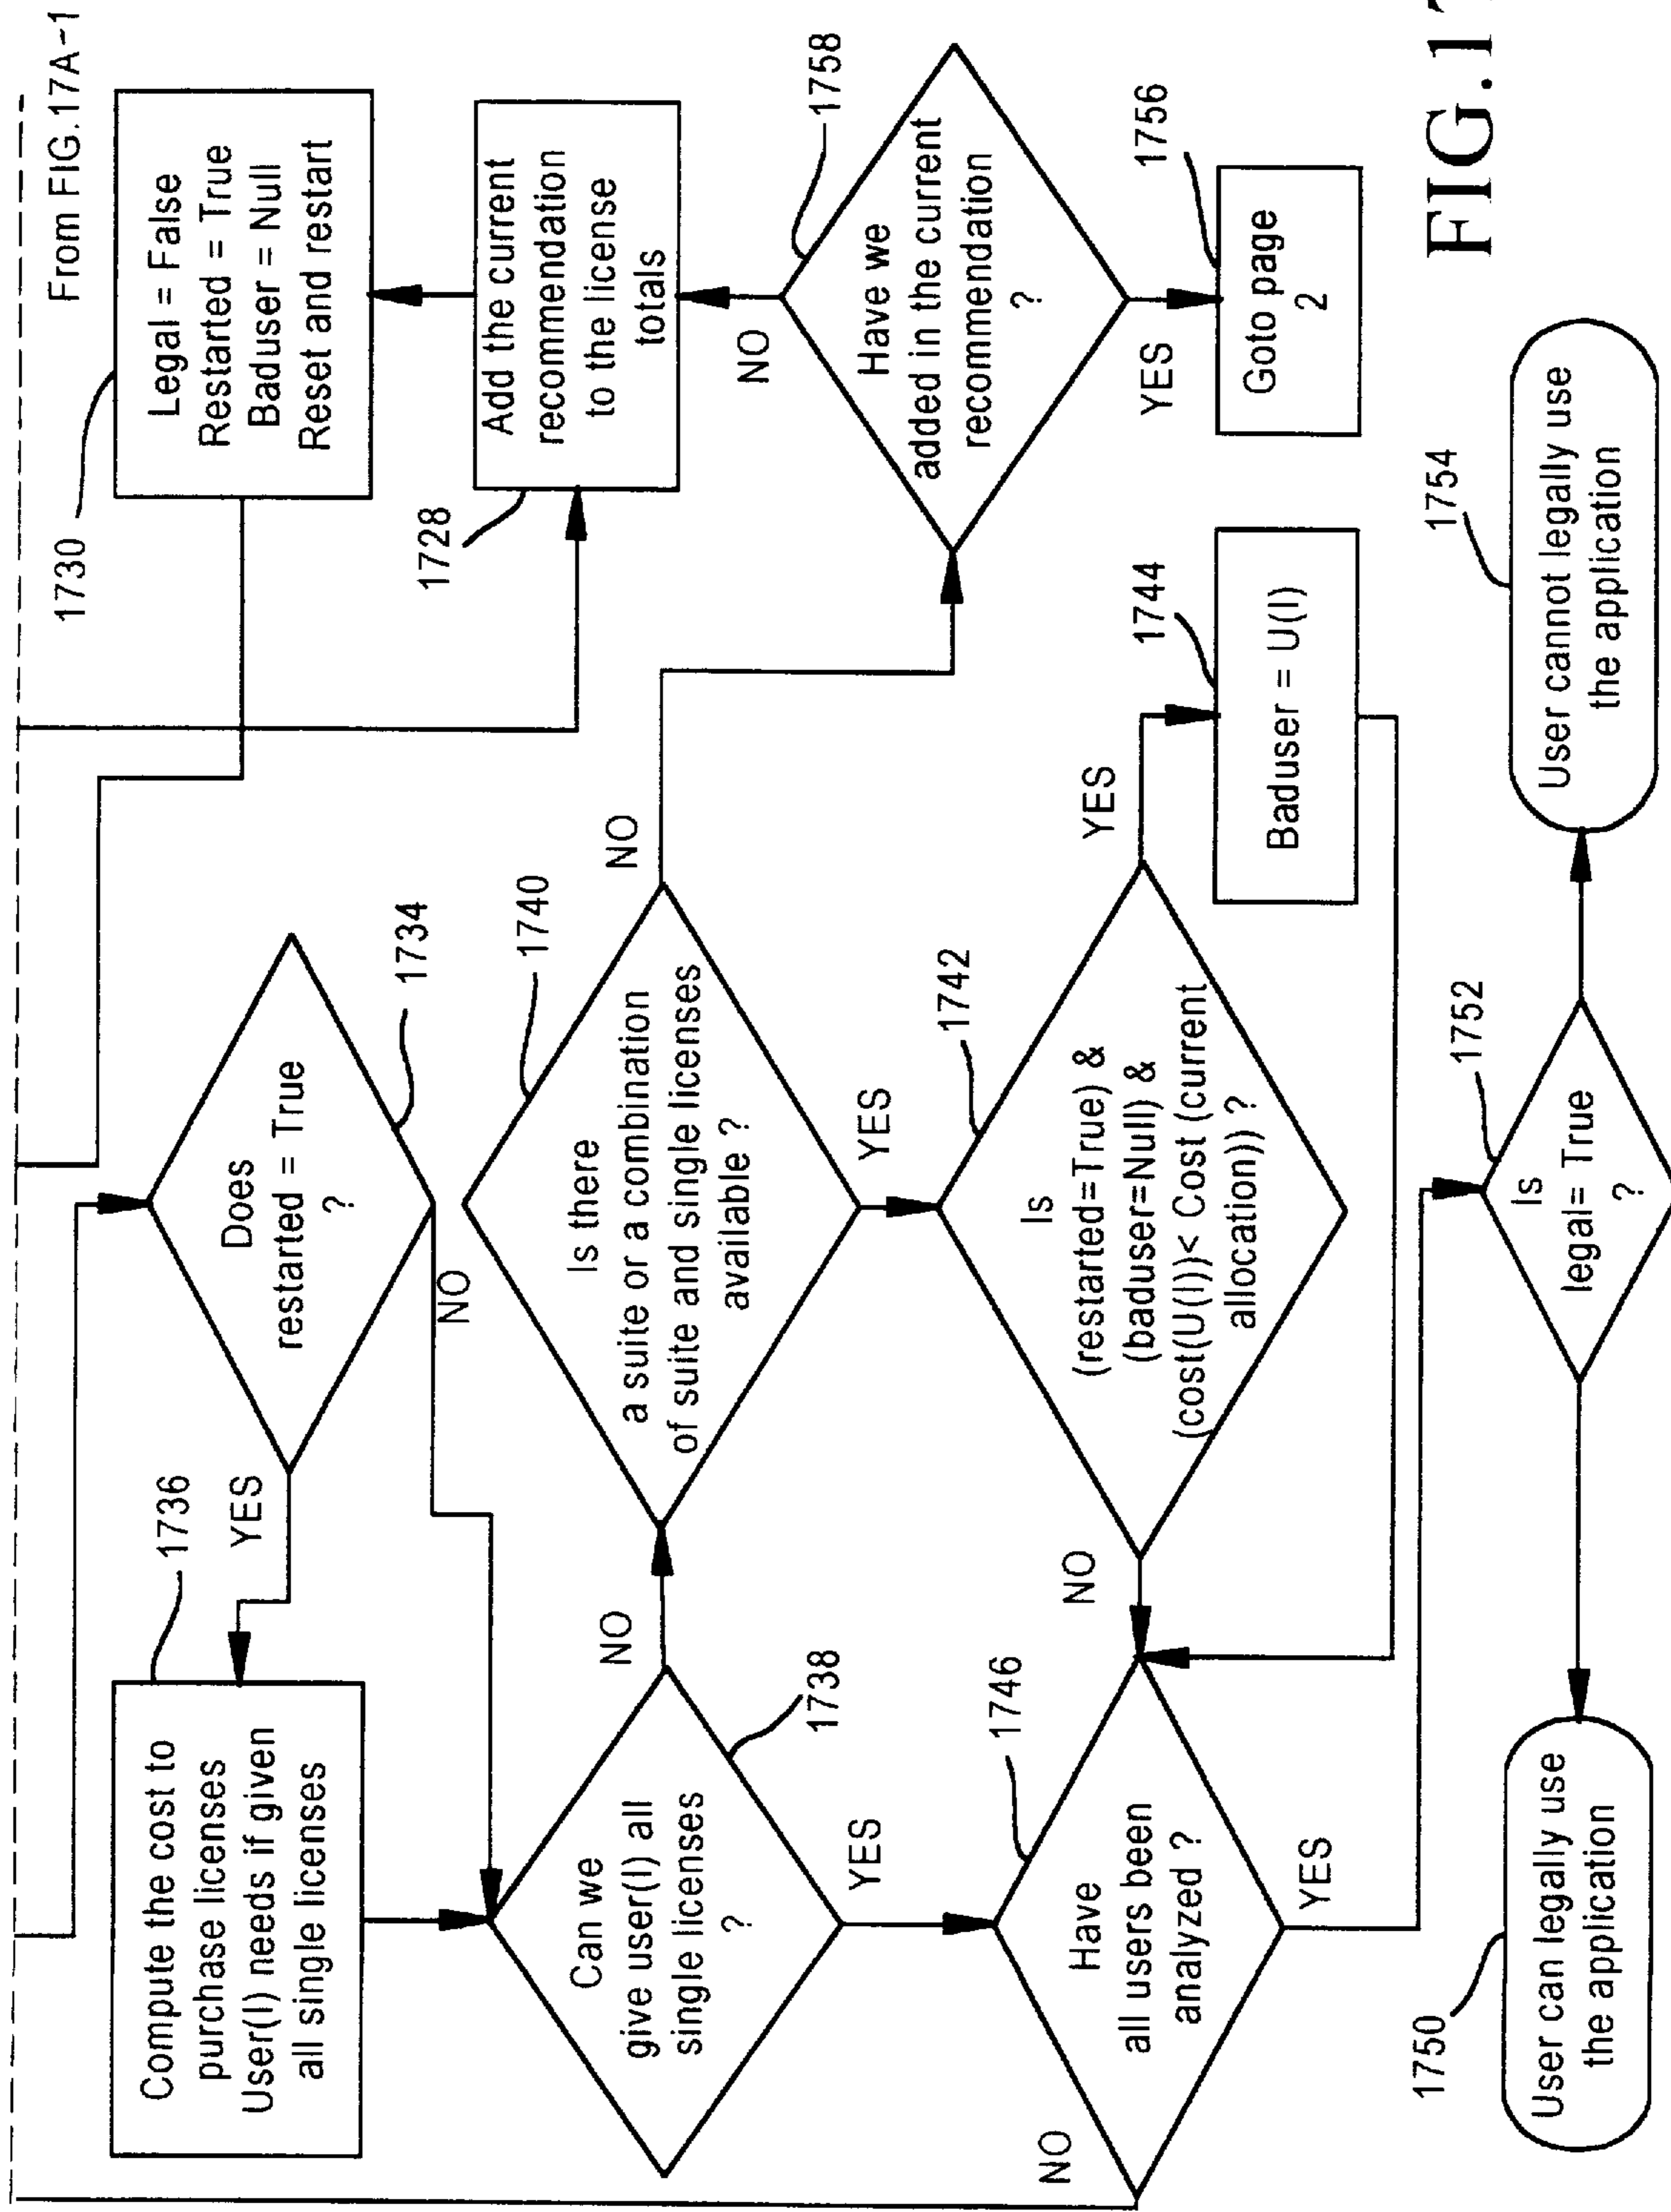 From FIG.17A-1
1736
Compute the cost to
purchase licenses
User(I) needs if given
all single licenses
YES
Does
restarted = True
?
1734
NO
1730
Legal = False
Restarted = True
Baduser = Null
Reset and restart
1728
Add the current
recommendation
to the license
totals
Can we
give user(I) all
single licenses
?
1738
NO
YES
Is there
a suite or a combination
of suite and single licenses
available ?
1740
NO
YES
NO
Have we
added in the current
recommendation
?
1758
YES
Goto page
2
1756
NO
Have
all users been
analyzed ?
1746
YES
NO
Is
(restarted=True) &
(baduser=Null) &
(cost(U(I))< Cost (current
allocation)) ?
1742
YES
1744
Baduser = U(I)
1750
User can legally use
the application
Is
legal= True
?
1752
1754
User cannot legally use
the application